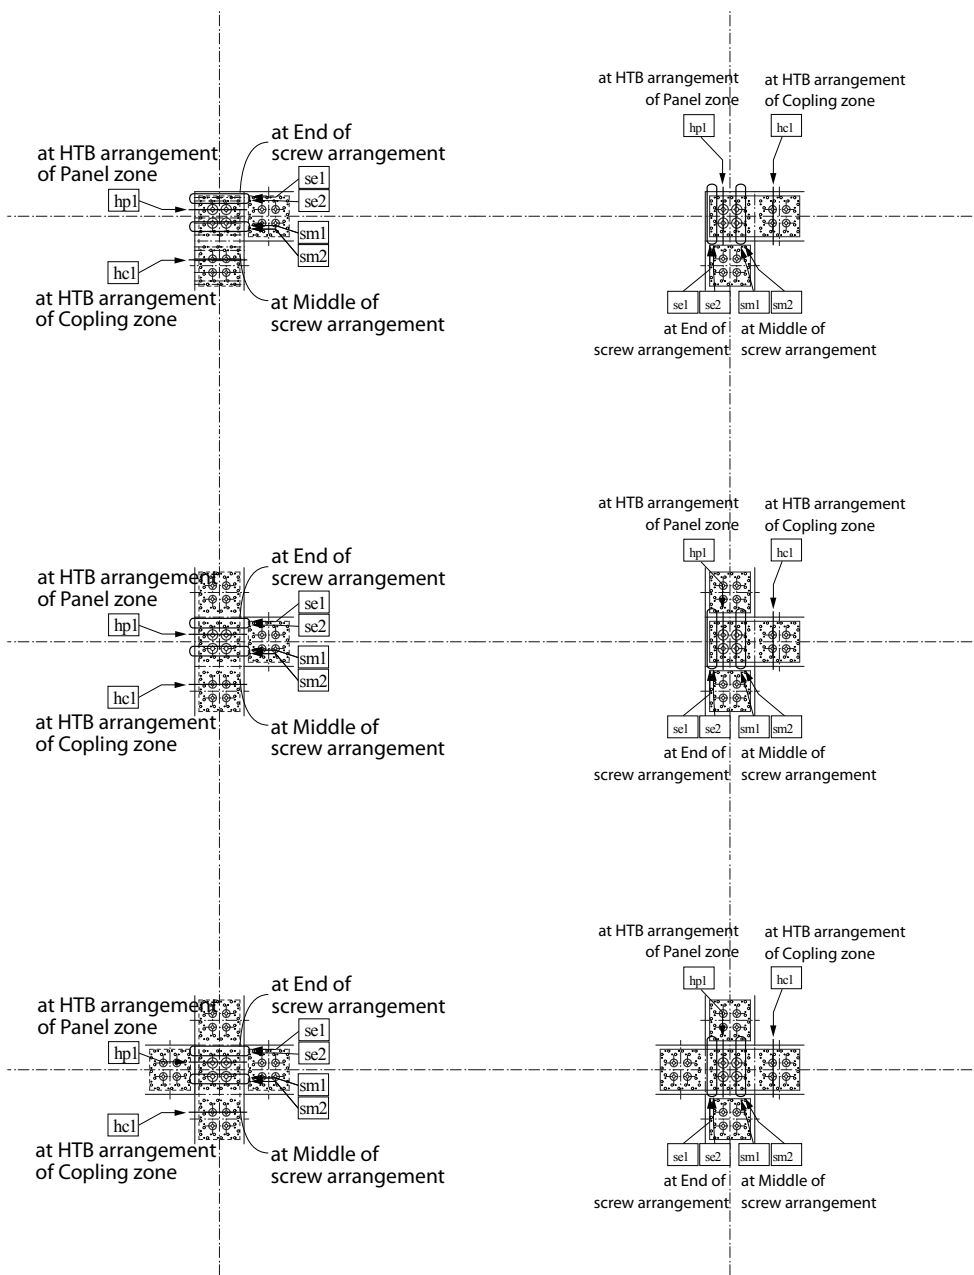 at End of
screw arrangement
at HTB arrangement
of Panel zone
se1
hp1
se2
sm1
sm2
hc1
at HTB arrangement
of Copling zone
at Middle of
screw arrangement
at HTB arrangement
of Panel zone
at HTB arrangement
of Copling zone
hp1
hc1
se1
se2
sm1
sm2
at End of
screw arrangement
at Middle of
screw arrangement
at End of
screw arrangement
at HTB arrangement
of Panel zone
se1
hp1
se2
sm1
sm2
hc1
at HTB arrangement
of Copling zone
at Middle of
screw arrangement
at HTB arrangement
of Panel zone
at HTB arrangement
of Copling zone
hp1
hc1
se1
se2
sm1
sm2
at End of
screw arrangement
at Middle of
screw arrangement
at End of
screw arrangement
at HTB arrangement
of Panel zone
se1
hp1
se2
sm1
sm2
hc1
at HTB arrangement
of Copling zone
at Middle of
screw arrangement
at HTB arrangement
of Panel zone
at HTB arrangement
of Copling zone
hp1
hc1
se1
se2
sm1
sm2
at End of
screw arrangement
at Middle of
screw arrangement